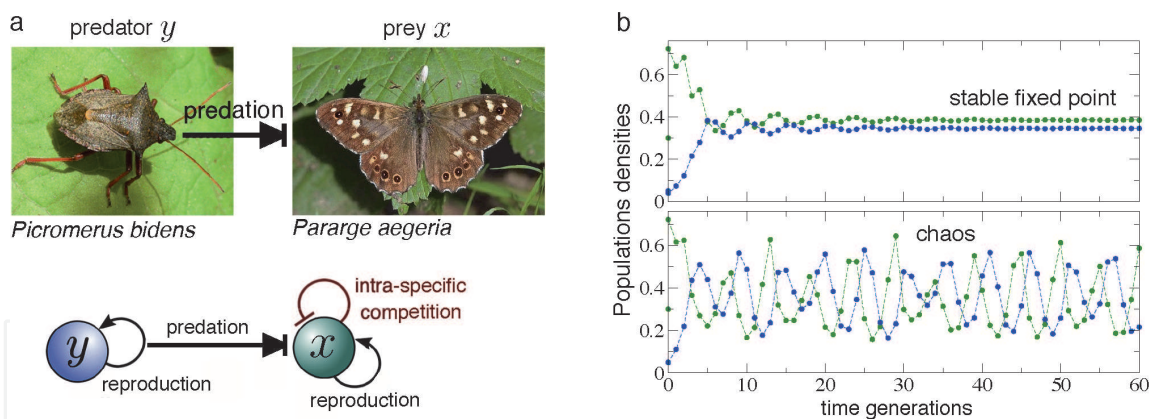 a
predator y
prey x
predation
Picromerus bidens
Pararge aegeria
intra-specific
competition
predation
y
x
reproduction
reproduction
b
Populations densities
0.6
0.4
0.2
0
stable fixed point
0.6
0.4
0.2
0
chaos
0
10
20
30
40
50
60
time generations